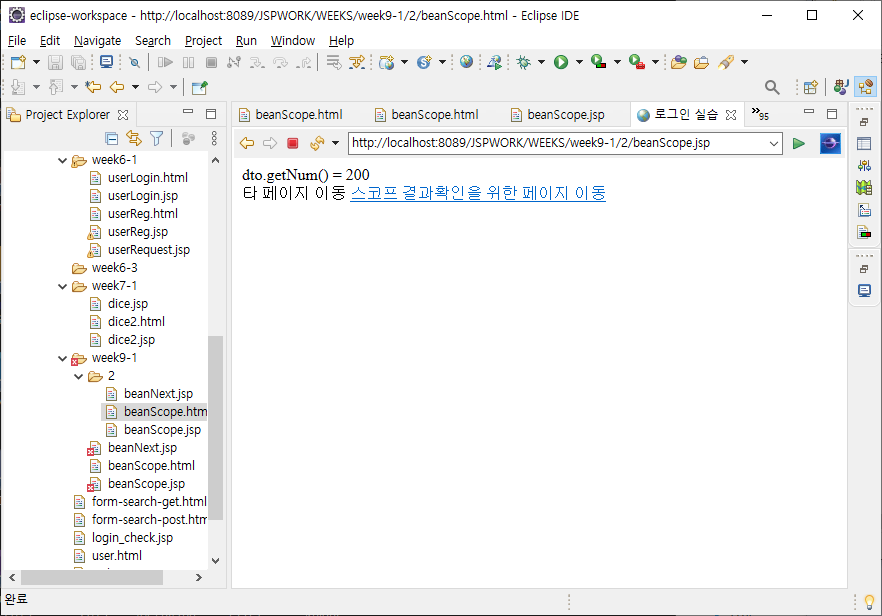 eclipse-workspace - http://localhost:8089/JSPWORK/WEEKS/week9-1/2/beanScope.html - Eclipse IDE
File Edit Navigate Search Project Run Window Help
Project Explorer
week6-1
userLogin.html
userLogin.jsp
userReg.html
userReg.jsp
userRequest.jsp
week6-3
week7-1
dice.jsp
dice2.html
dice2.jsp
week9-1
2
beanNext.jsp
beanScope.htm
beanScope.jsp
beanNext.jsp
beanScope.html
beanScope.jsp
form-search-get.html
form-search-post.htm
login_check.jsp
user.html
beanScope.html beanScope.html beanScope.jsp 로그인 실습 »95
http://localhost:8089/JSPWORK/WEEKS/week9-1/2/beanScope.jsp
dto.getNum() = 200
타 페이지 이동 스코프 결과확인을 위한 페이지 이동
완료